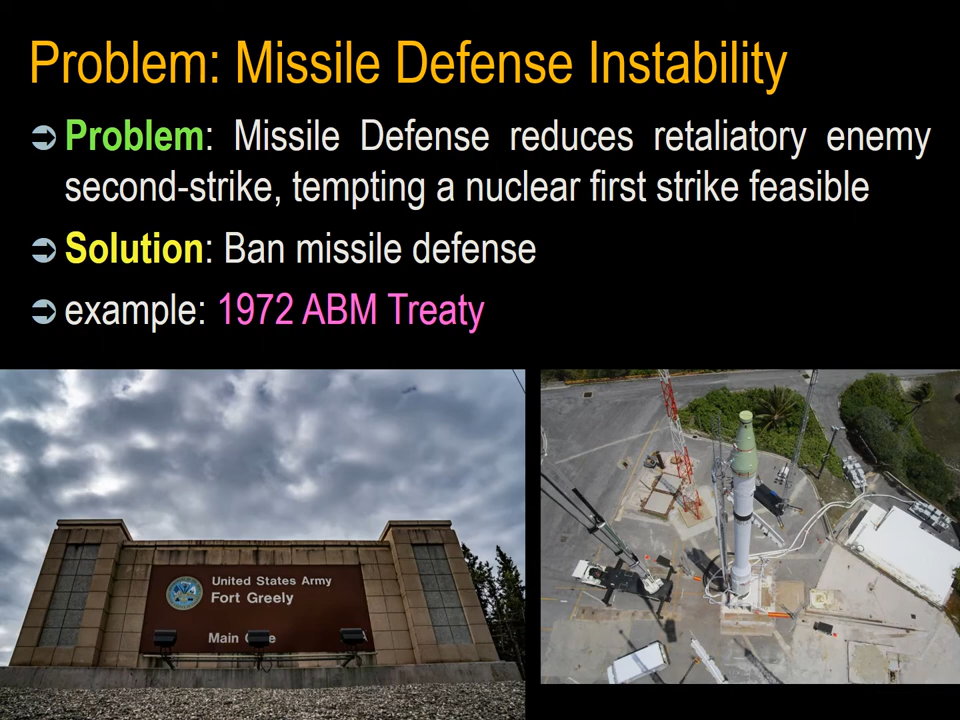 Problem: Missile Defense Instability
Problem: Missile Defense reduces retaliatory enemy
second-strike, tempting a nuclear first strike feasible
Solution: Ban missile defense
example: 1972 ABM Treaty
United States Army
Fort Greely
Main